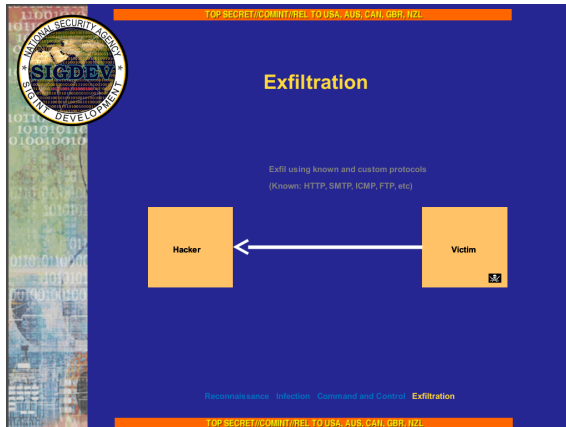 TOP SECRET//COMINT//REL TO USA, AUS, CAN, GBR, NZL
NATIONAL SECURITY AGENCY
SIGDEV
SIGINT DEVELOPMENT
Exfiltration
Exfil using known and custom protocols
(Known: HTTP, SMTP, ICMP, FTP, etc)
Hacker
Victim
Reconnaissance Infection Command and Control Exfiltration
TOP SECRET//COMINT//REL TO USA, AUS, CAN, GBR, NZL